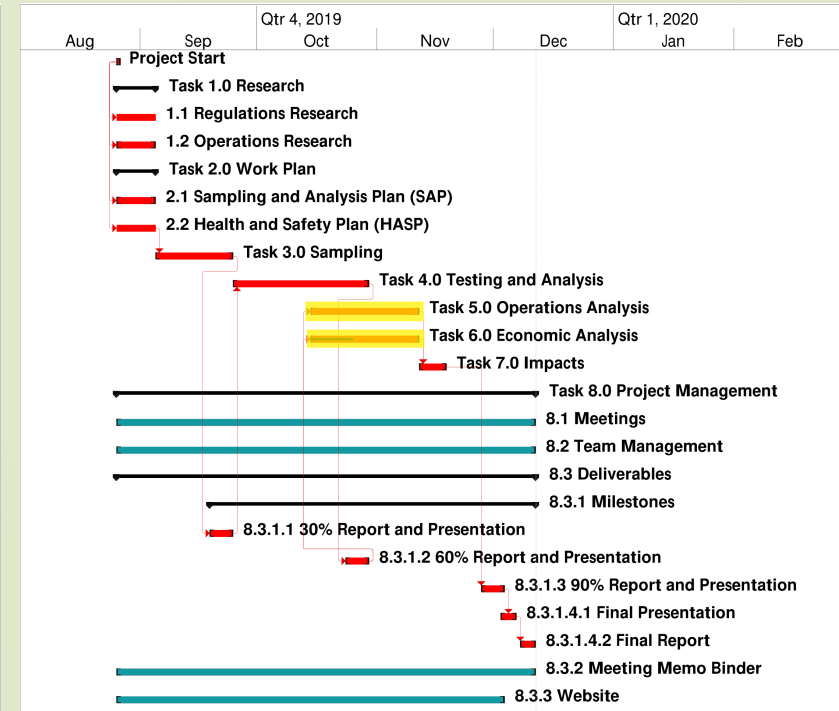 Qtr 4, 2019 Qtr 1, 2020
Aug Sep Oct Nov Dec Jan Feb
Project Start
Task 1.0 Research
1.1 Regulations Research
1.2 Operations Research
Task 2.0 Work Plan
2.1 Sampling and Analysis Plan (SAP)
2.2 Health and Safety Plan (HASP)
Task 3.0 Sampling
Task 4.0 Testing and Analysis
Task 5.0 Operations Analysis
Task 6.0 Economic Analysis
Task 7.0 Impacts
Task 8.0 Project Management
8.1 Meetings
8.2 Team Management
8.3 Deliverables
8.3.1 Milestones
8.3.1.1 30% Report and Presentation
8.3.1.2 60% Report and Presentation
8.3.1.3 90% Report and Presentation
8.3.1.4.1 Final Presentation
8.3.1.4.2 Final Report
8.3.2 Meeting Memo Binder
8.3.3 Website